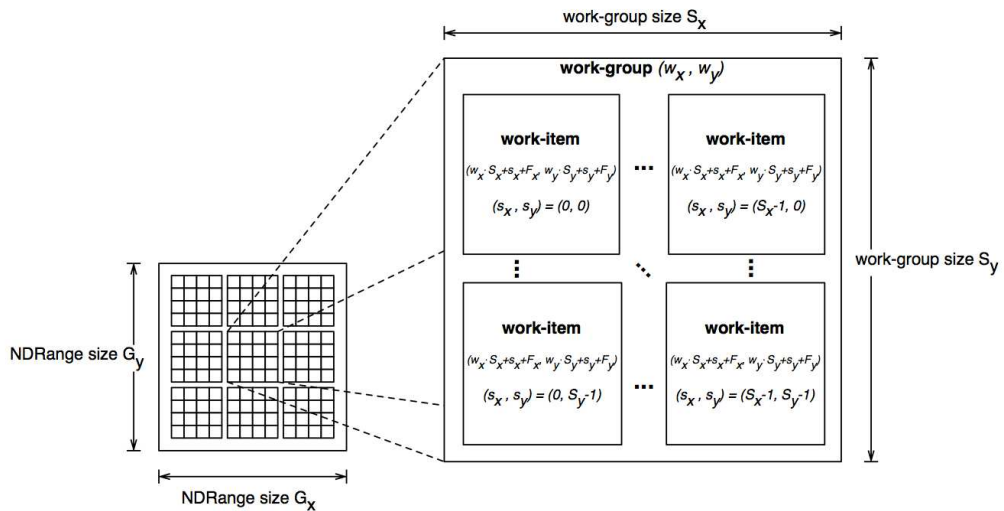 work-group size Sx
work-group (wx , wy)
work-item
(wx· Sx+sx+Fx, wy· Sy+sy+Fy)
(sx , sy) = (0, 0)
...
work-item
(wx· Sx+sx+Fx, wy· Sy+sy+Fy)
(sx , sy) = (Sx-1, 0)
work-group size Sy
...
...
...
work-item
(wx· Sx+sx+Fx, wy· Sy+sy+Fy)
(sx , sy) = (0, Sy-1)
...
work-item
(wx· Sx+sx+Fx, wy· Sy+sy+Fy)
(sx , sy) = (Sx-1, Sy-1)
NDRange size Gy
NDRange size Gx